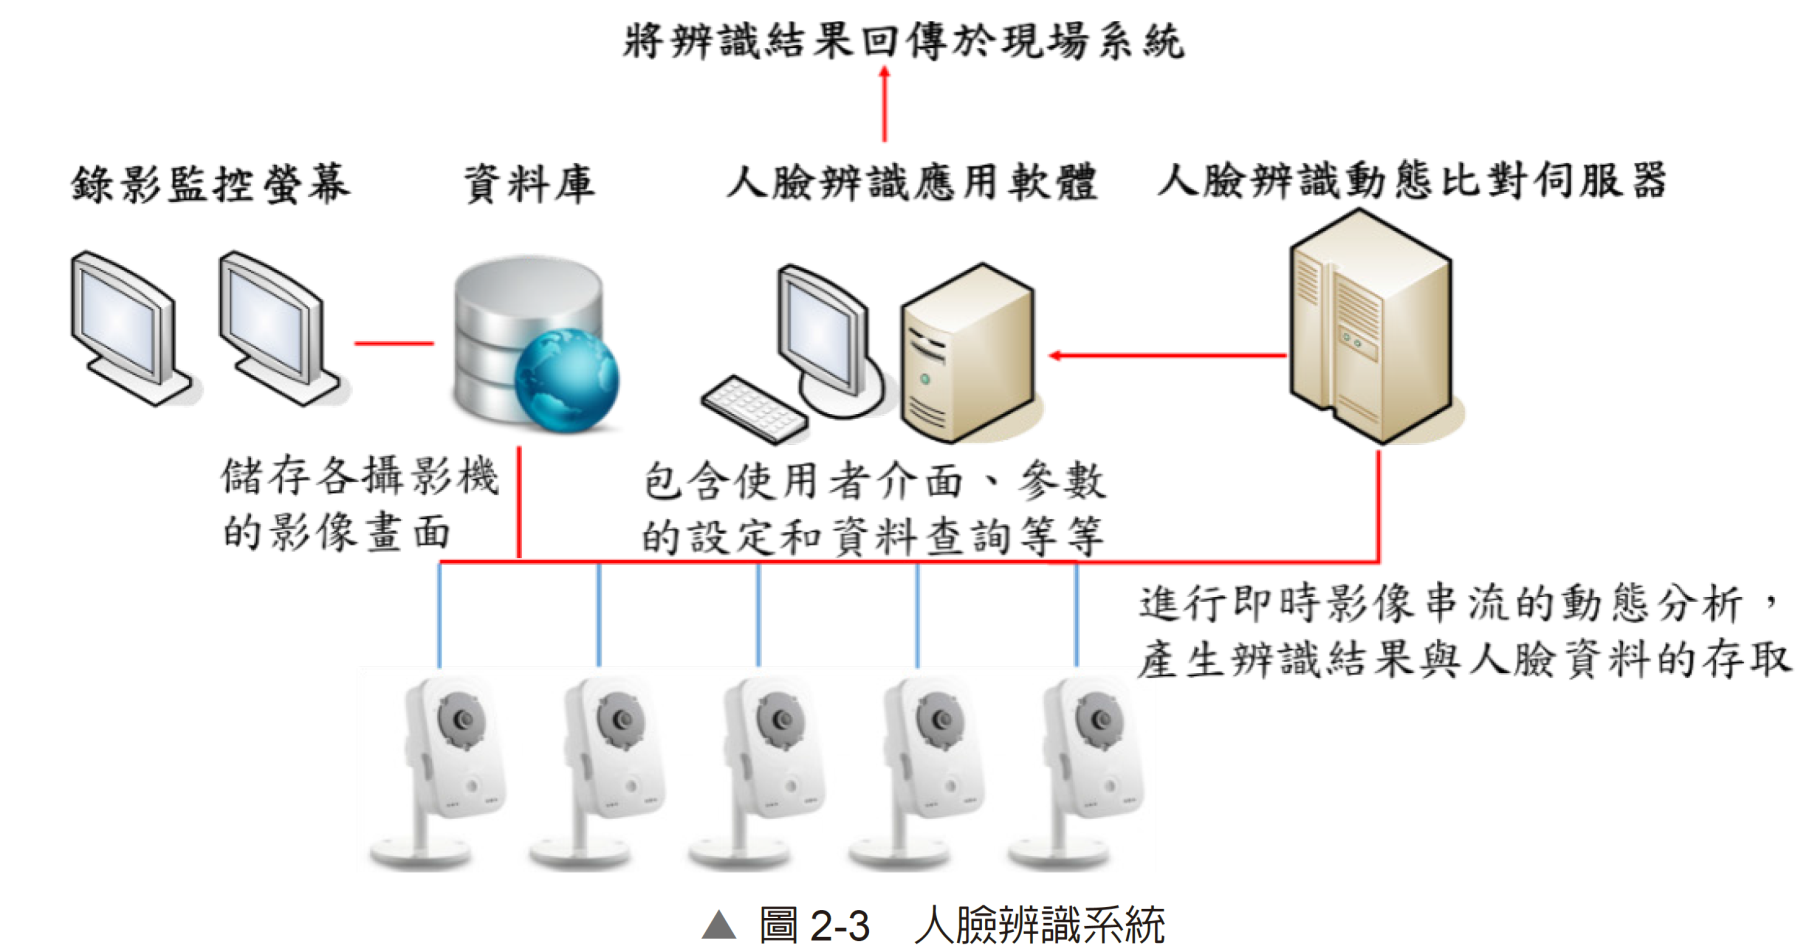 將辨識結果回傳於現場系統
錄影監控螢幕
資料庫
人臉辨識應用軟體
人臉辨識動態比對伺服器
儲存各攝影機
的影像畫面
包含使用者介面、參數
的設定和資料查詢等等
進行即時影像串流的動態分析，
產生辨識結果與人臉資料的存取
▲ 圖 2-3 人臉辨識系統